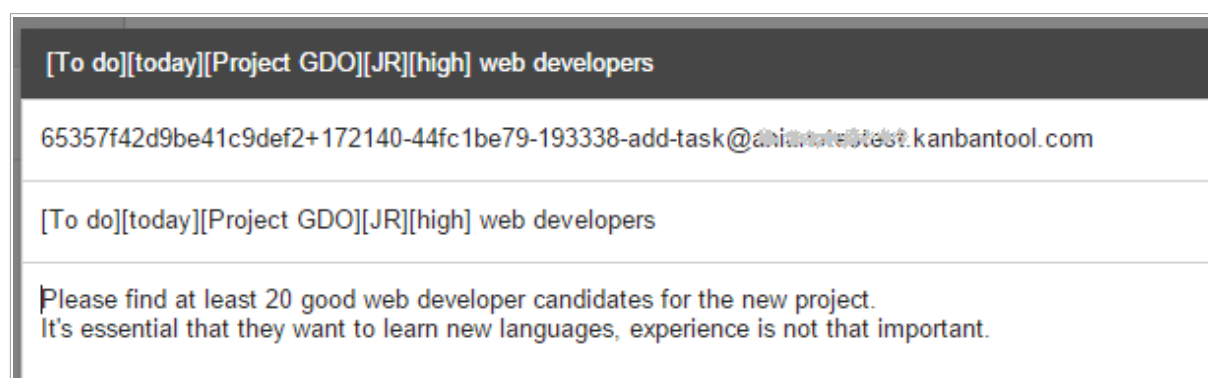 [To do][today][Project GDO][JR][high] web developers
65357f42d9be41c9def2+172140-44fc1be79-193338-add-task@ .kanbantool.com
[To do][today][Project GDO][JR][high] web developers
Please find at least 20 good web developer candidates for the new project.
It's essential that they want to learn new languages, experience is not that important.